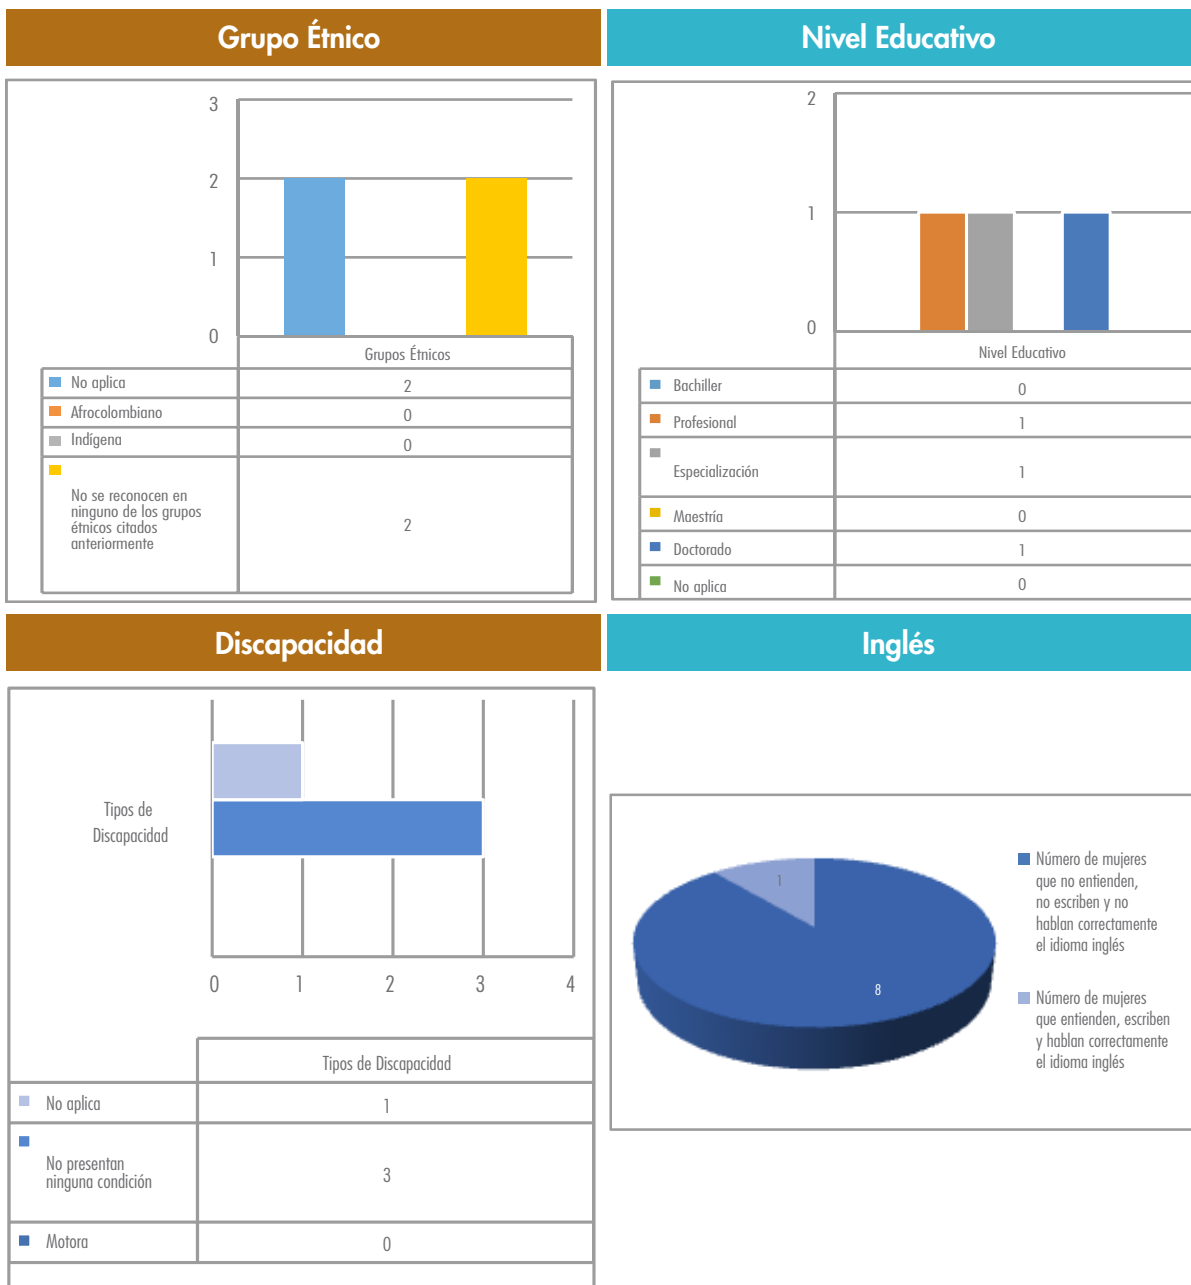 Grupo Étnico
3
2
1
0
Grupos Étnicos
No aplica 2
Afrocolombiano 0
Indígena 0
No se reconocen en
ninguno de los grupos
étnicos citados
anteriormente
2
Nivel Educativo
2
1
0
Nivel Educativo
Bachiller 0
Profesional 1
Especialización 1
Maestría 0
Doctorado 1
No aplica 0
Discapacidad
Tipos de
Discapacidad
0 1 2 3 4
Tipos de Discapacidad
No aplica 1
No presentan
ninguna condición
3
Motora 0
Inglés
1
8
Número de mujeres
que no entienden,
no escriben y no
hablan correctamente
el idioma inglés
Número de mujeres
que entienden, escriben
y hablan correctamente
el idioma inglés